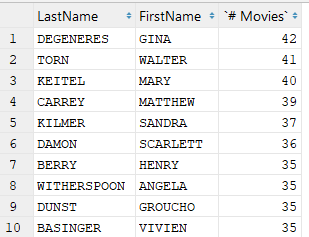 LastName FirstName `# Movies`
1 DEGENERES GINA 42
2 TORN WALTER 41
3 KEITEL MARY 40
4 CARREY MATTHEW 39
5 KILMER SANDRA 37
6 DAMON SCARLETT 36
7 BERRY HENRY 35
8 WITHERSPOON ANGELA 35
9 DUNST GROUCHO 35
10 BASINGER VIVIEN 35